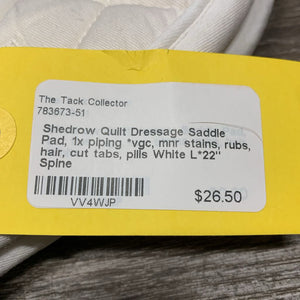 The Tack Collector
783673-51
Shedrow Quilt Dressage Saddle
Pad, 1x piping *vgc, mnr stains, rubs,
hair, cut tabs, pills White L*22"
Spine
VV4WJP
$26.50